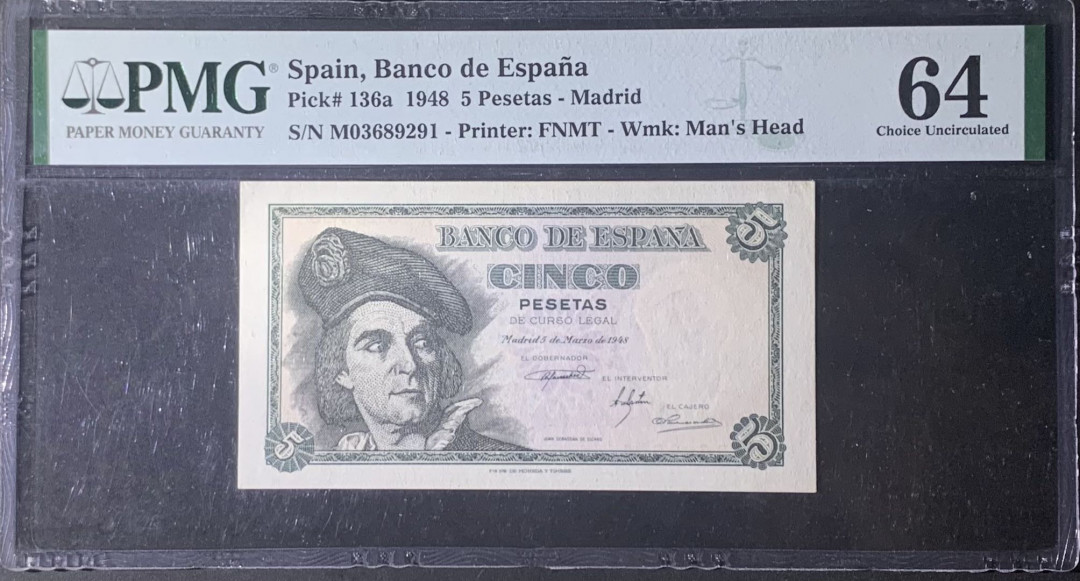 PMG®
PAPER MONEY GUARANTY
Spain, Banco de España
Pick# 136a 1948 5 Pesetas - Madrid
S/N M03689291 - Printer: FNMT - Wmk: Man's Head
64
Choice Uncirculated
BANCO DE ESPAÑA
5
CINCO
PESETAS
DE CURSO LEGAL
Madrid 5 de Marzo de 1948
EL GOBERNADOR
EL INTERVENTOR
EL CAJERO
5
5